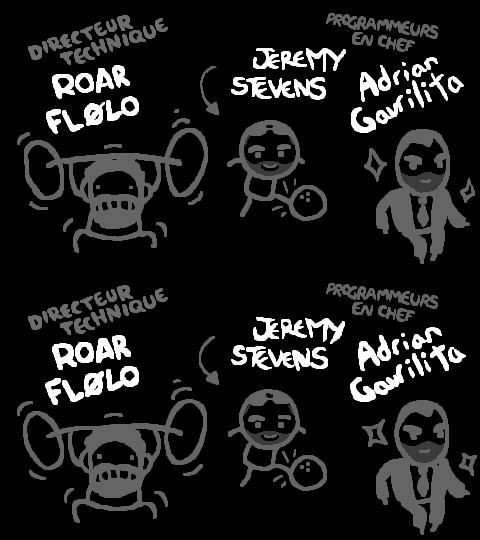 DIRECTEUR
TECHNIQUE
ROAR
FLØLO
JEREMY
STEVENS
PROGRAMMEURS
EN CHEF
Adrian
Gavrilita
DIRECTEUR
TECHNIQUE
ROAR
FLØLO
JEREMY
STEVENS
PROGRAMMEURS
EN CHEF
Adrian
Gavrilita